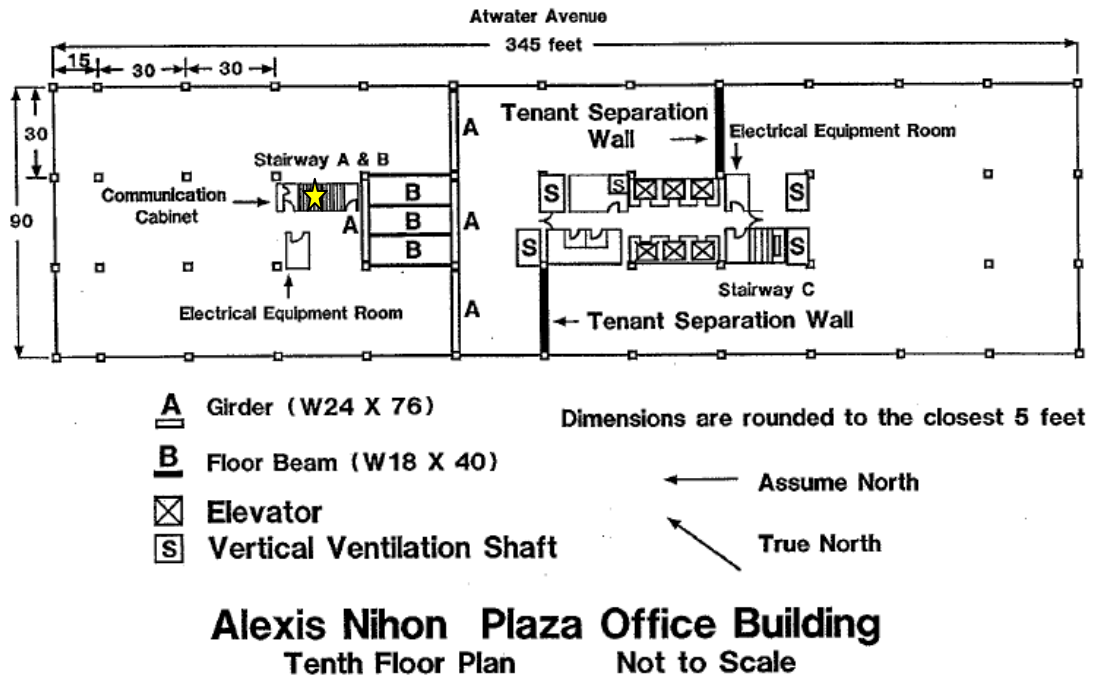 Atwater Avenue
345 feet
15
30
30
30
90
A
Tenant Separation
Wall
Electrical Equipment Room
Stairway A & B
Communication
Cabinet
B
B
B
A
A
S
S
S
S
S
Electrical Equipment Room
Stairway C
A
Tenant Separation Wall
A
Girder (W24 X 76)
Dimensions are rounded to the closest 5 feet
B
Floor Beam (W18 X 40)
Assume North
Elevator
S
Vertical Ventilation Shaft
True North
Alexis Nihon Plaza Office Building
Tenth Floor Plan
Not to Scale